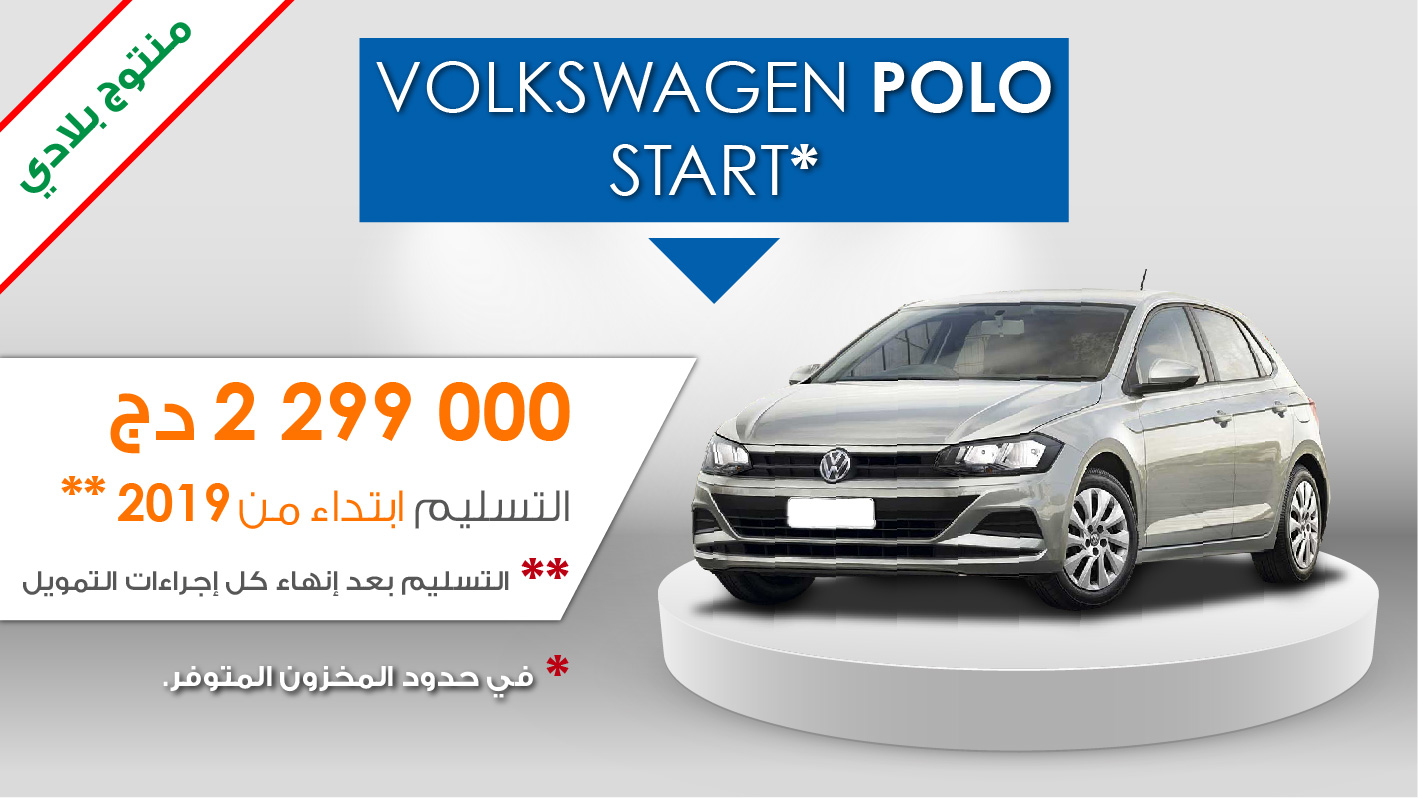 منتوج بلادي
VOLKSWAGEN POLO
START*
2 299 000 دج
التسليم ابتداء من 2019 **
** التسليم بعد إنهاء كل إجراءات التمويل
* في حدود المخزون المتوفر.